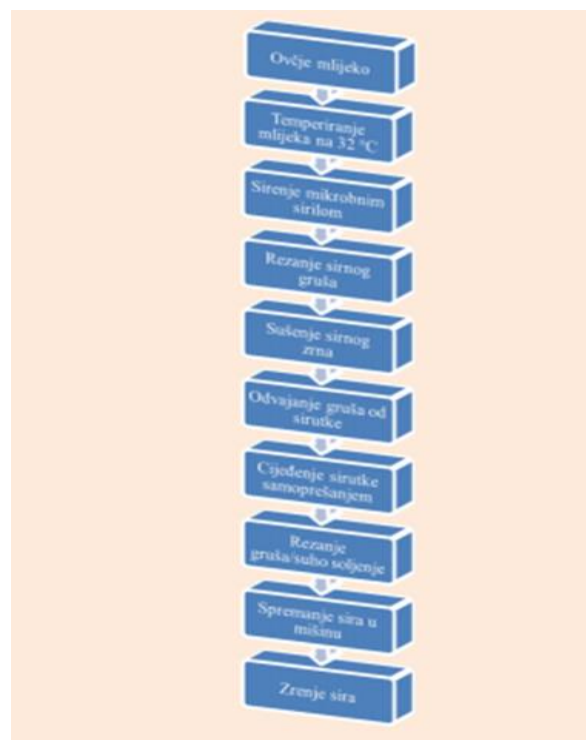 Ovčje mlijeko
Temperiranje
mlijeka na 32 °C
Sirenje mikrobnim
sirilom
Rezanje sirnog
gruša
Sušenje sirnog
zrna
Odvajanje gruša od
sirutke
Cijeđenje sirutke
samoprešanjem
Rezanje
gruša/suho soljenje
Spremanje sira u
mišinu
Zrenje sira